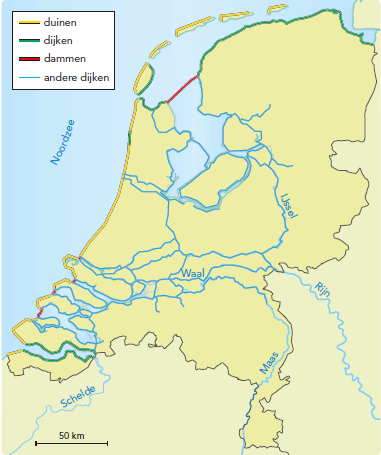 duinen
dijken
dammen
andere dijken
Noordzee
IJssel
Waal
Rijn
Maas
Schelde
50 km